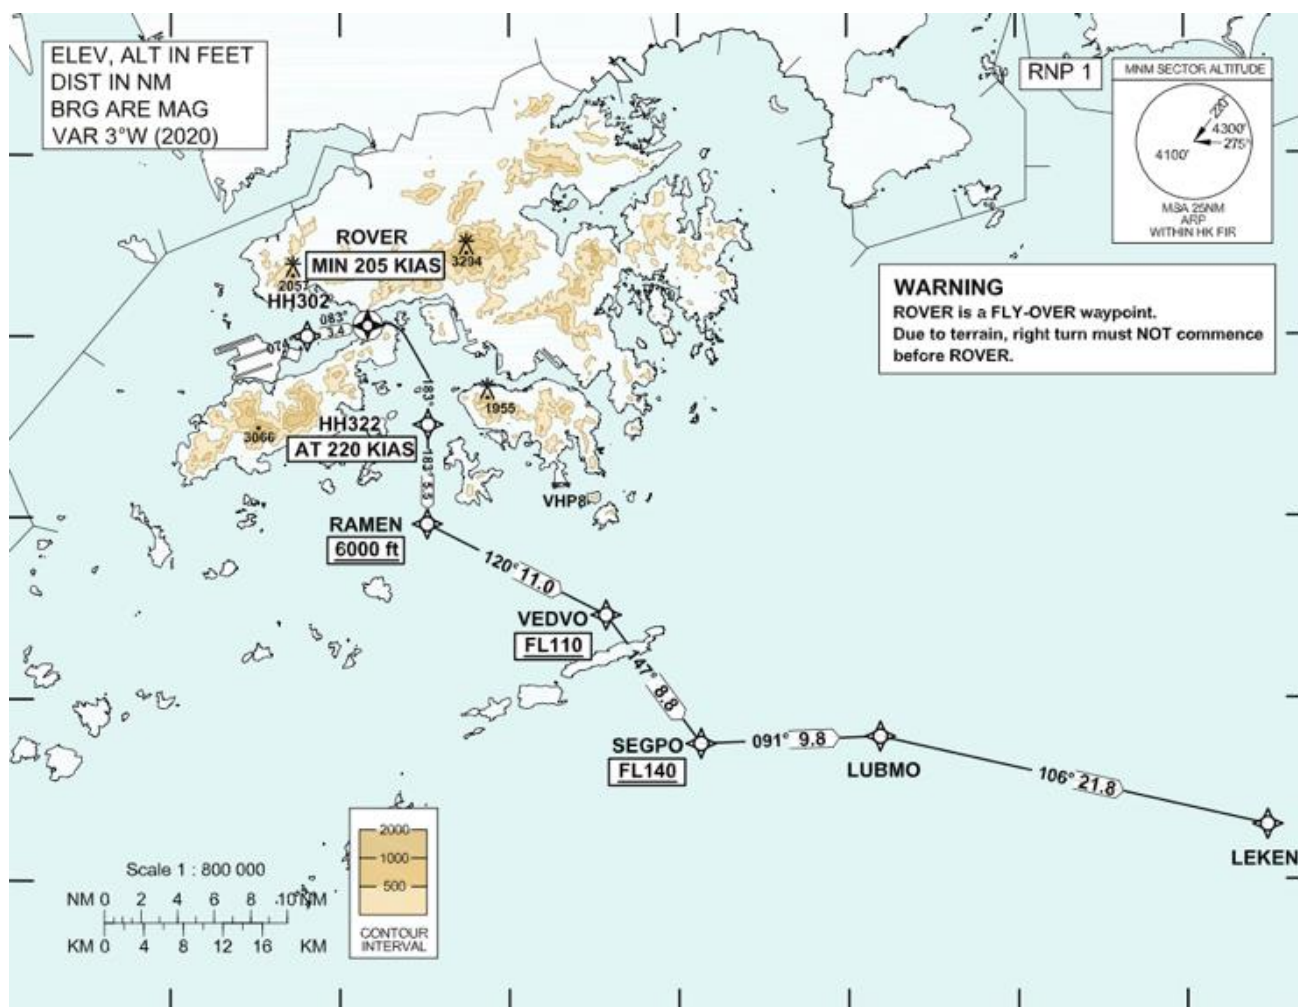 ELEV, ALT IN FEET
DIST IN NM
BRG ARE MAG
VAR 3°W (2020)
RNP 1
MNM SECTOR ALTITUDE
220°
4300'
275°
4100'
MSA 25NM
ARP
WITHIN HK FIR
ROVER
MIN 205 KIAS
3294
2057
HH302
083°
3.4
074°
WARNING
ROVER is a FLY-OVER waypoint.
Due to terrain, right turn must NOT commence
before ROVER.
183°
1955
HH322
AT 220 KIAS
3066
183° 5.5
VHP8
RAMEN
6000 ft
120° 11.0
VEDVO
FL110
147° 8.8
SEGPO
FL140
091° 9.8
LUBMO
106° 21.8
LEKEN
2000
1000
500
CONTOUR
INTERVAL
Scale 1 : 800 000
NM 0 2 4 6 8 10 NM
KM 0 4 8 12 16 KM